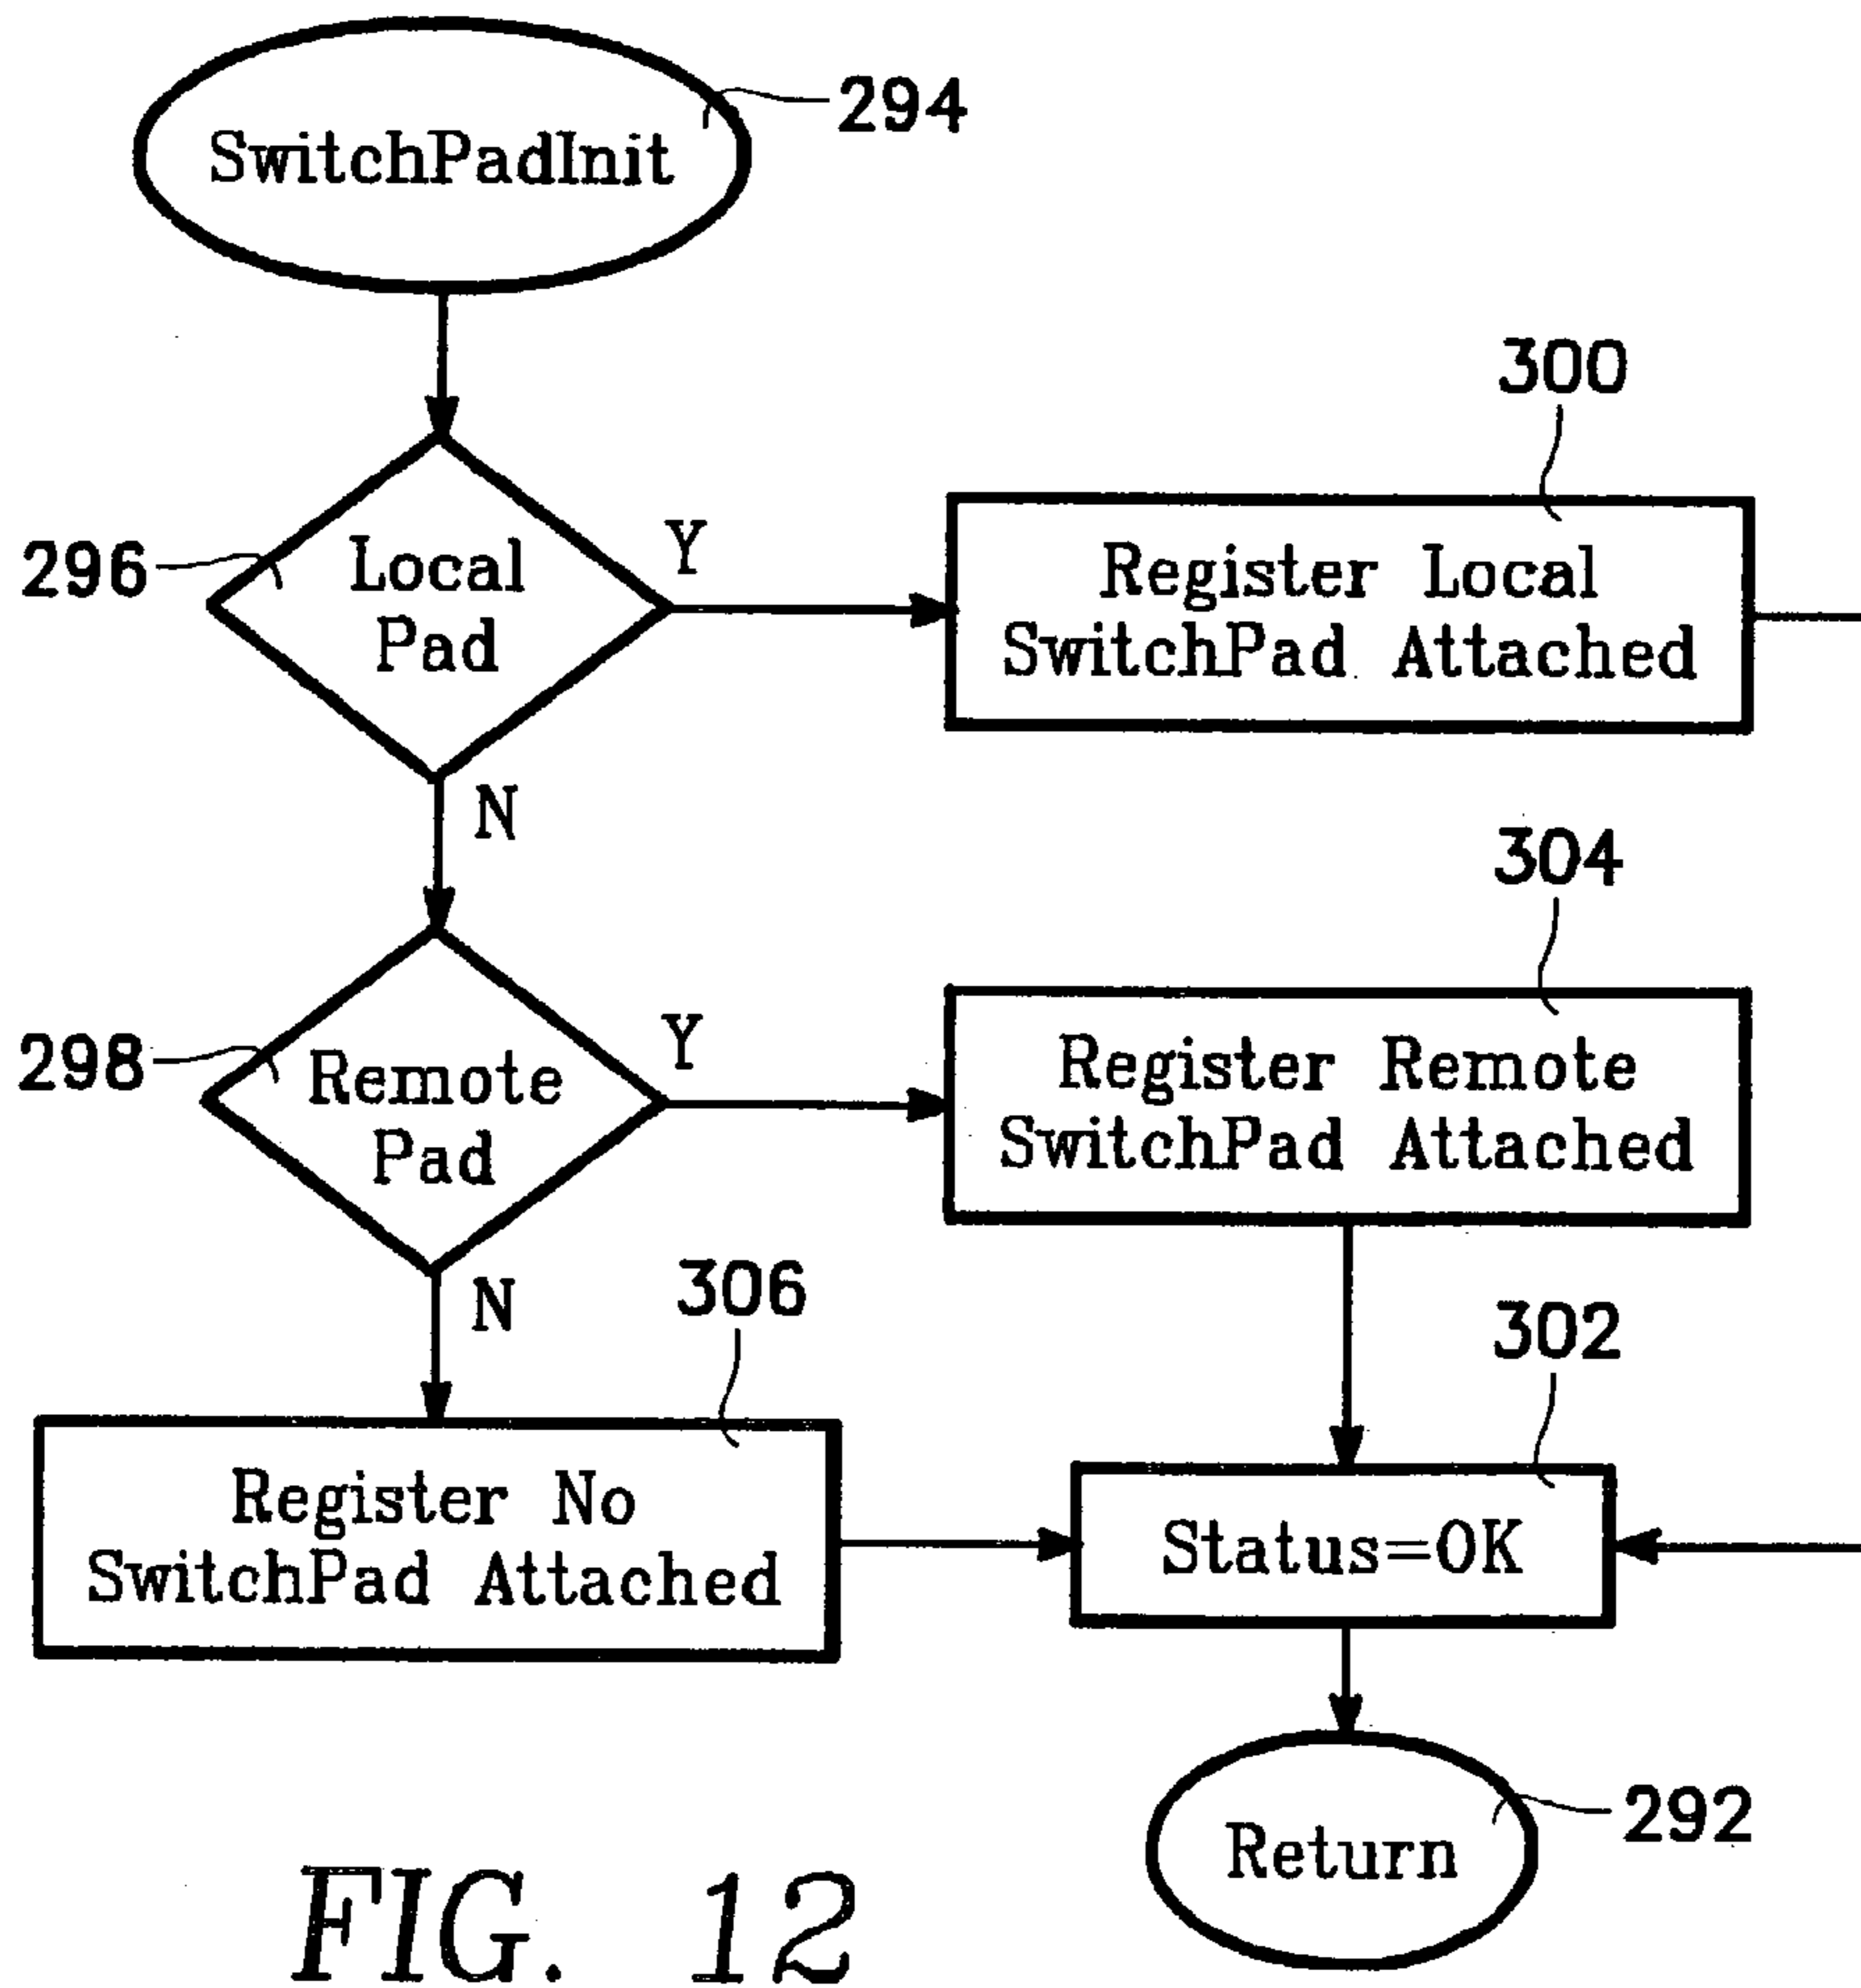 294
SwitchPadInit
300
296
Local
Pad
Y
Register Local
SwitchPad Attached
N
304
298
Remote
Pad
Y
Register Remote
SwitchPad Attached
N
306
302
Register No
SwitchPad Attached
Status=OK
292
Return
FIG. 12